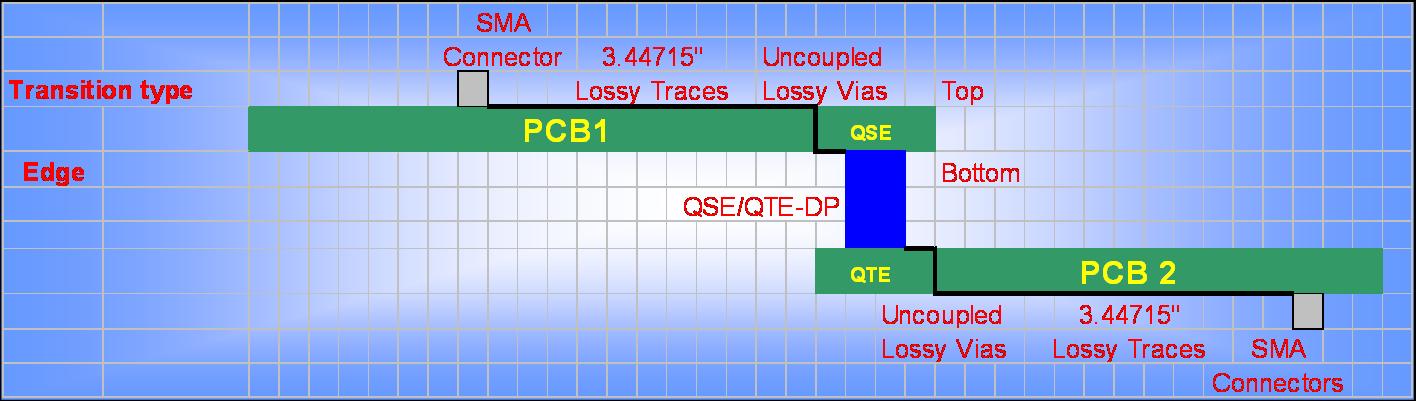 SMA
Connector 3.44715" Uncoupled
Transition type Lossy Traces Lossy Vias Top
PCB1 QSE
Edge Bottom
QSE/QTE-DP
QTE PCB 2
Uncoupled 3.44715"
Lossy Vias Lossy Traces SMA
Connectors